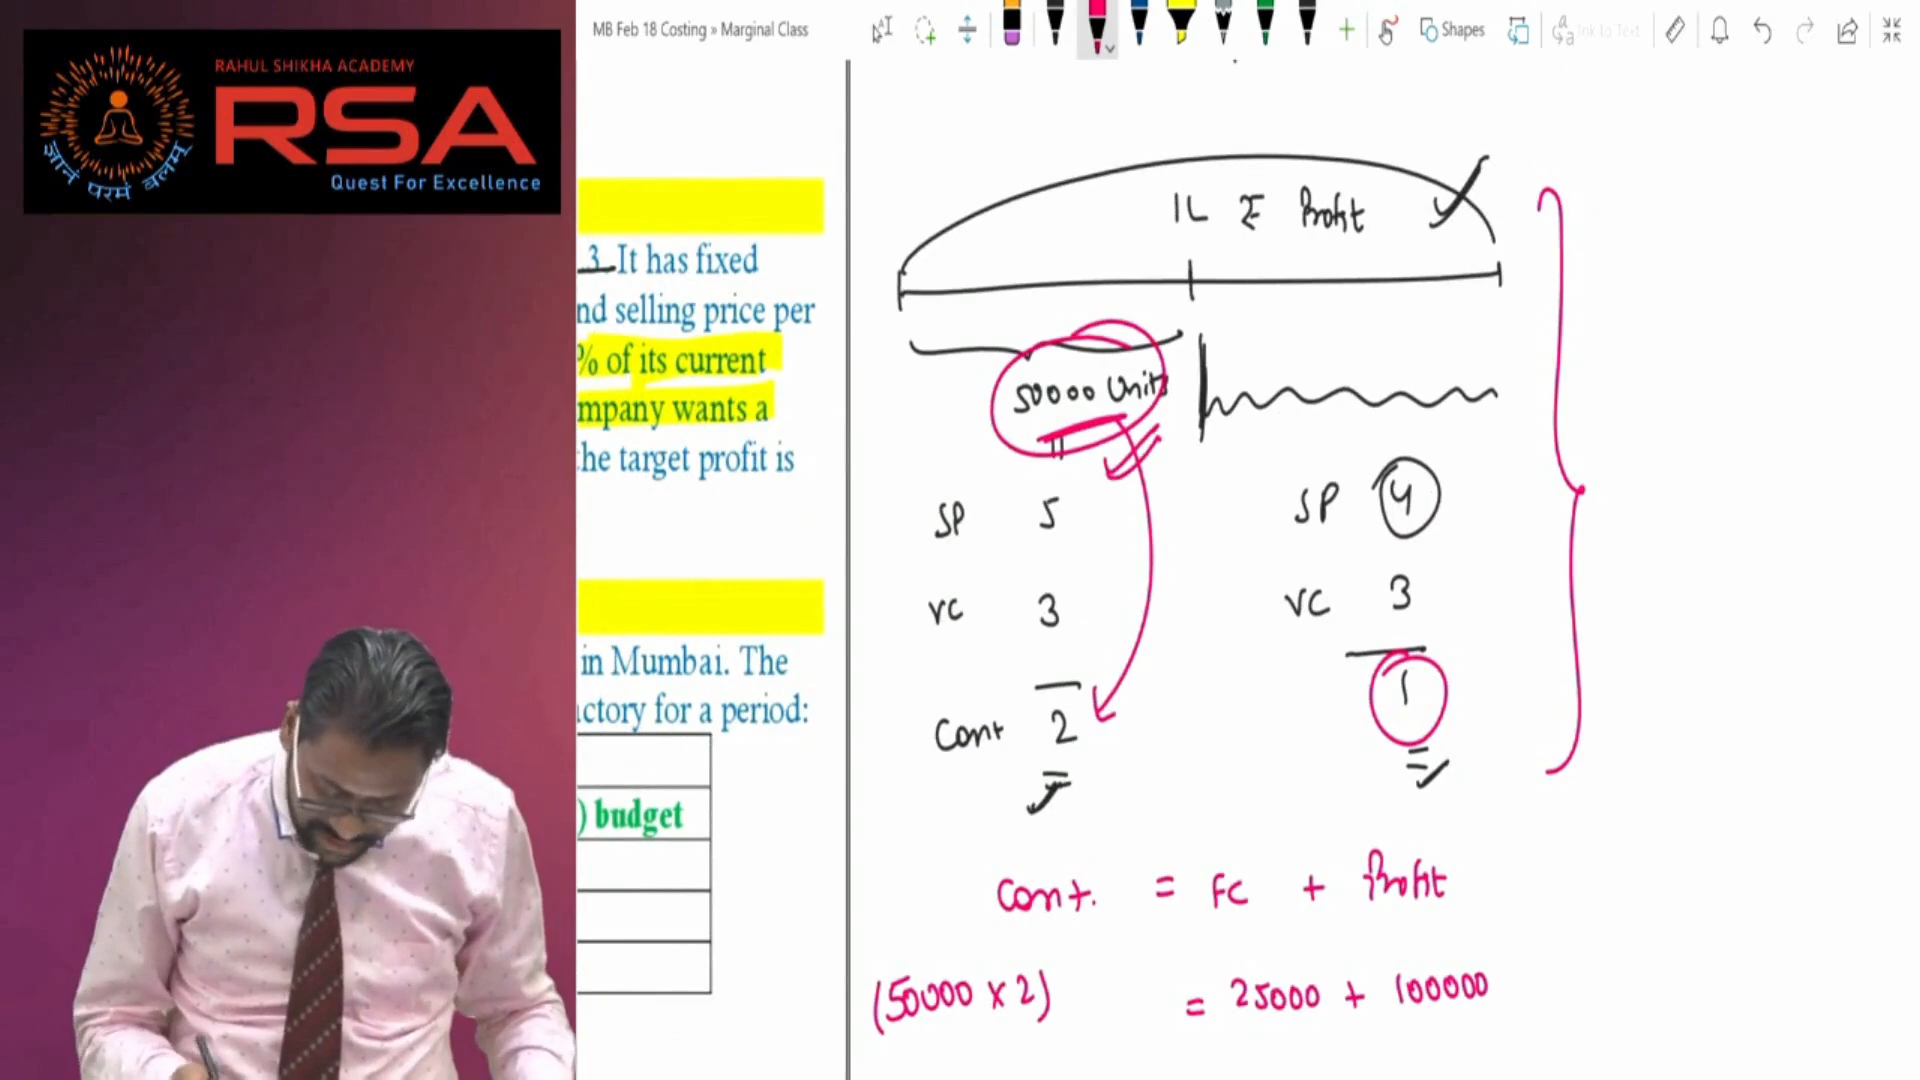 MB Feb 18 Costing » Marginal Class
Shapes
Ink to Text
RAHUL SHIKHA ACADEMY
RSA
Quest For Excellence
ज्ञानं परमं बलम्
3 It has fixed
nd selling price per
% of its current
mpany wants a
he target profit is
in Mumbai. The
ctory for a period:
) budget
1L ₹ Profit
50000 Units
SP 5
SP 4
VC 3
VC 3
Cont 2
1
Cont. = FC + Profit
(50000 x 2) = 25000 + 100000